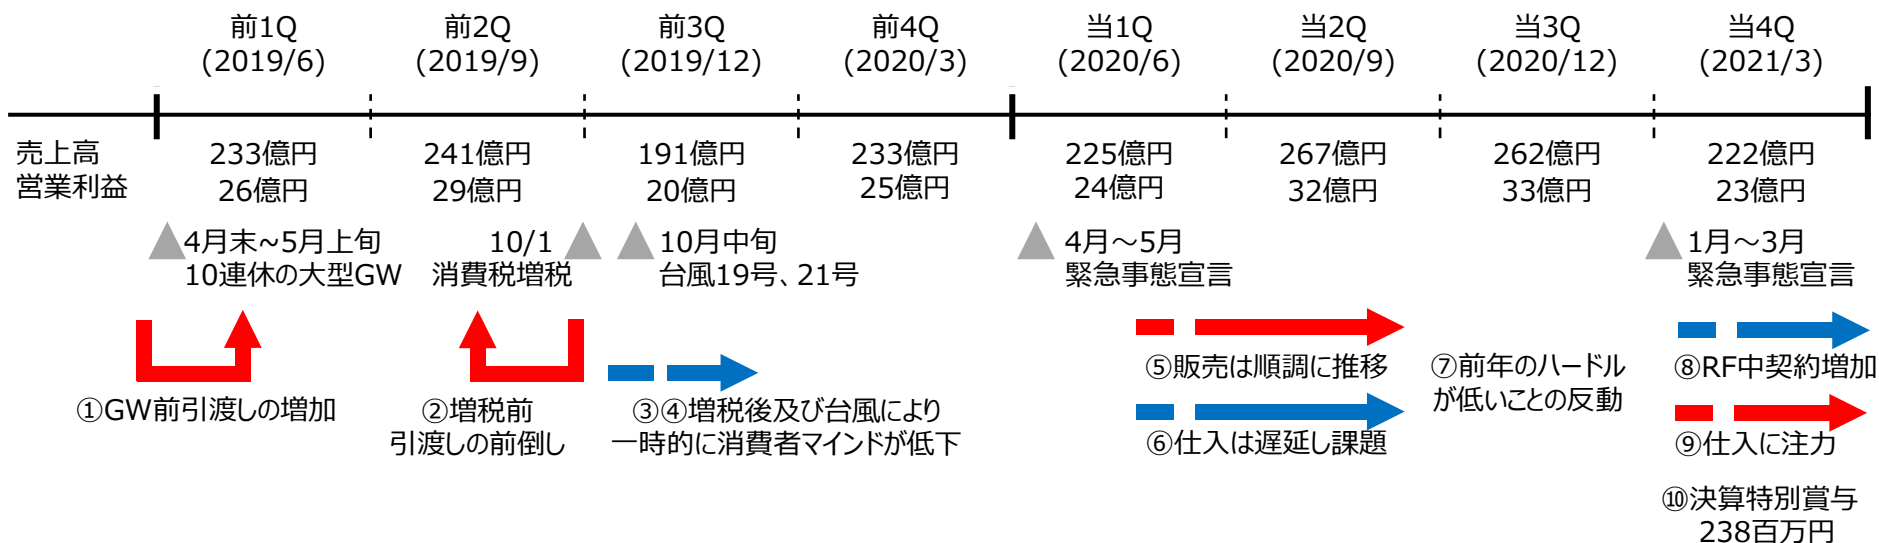 前1Q
(2019/6)
前2Q
(2019/9)
前3Q
(2019/12)
前4Q
(2020/3)
当1Q
(2020/6)
当2Q
(2020/9)
当3Q
(2020/12)
当4Q
(2021/3)
売上高
233億円
241億円
191億円
233億円
225億円
267億円
262億円
222億円
営業利益
26億円
29億円
20億円
25億円
24億円
32億円
33億円
23億円
4月末~5月上旬
10連休の大型GW
10/1
消費税増税
10月中旬
台風19号、21号
4月～5月
緊急事態宣言
1月～3月
緊急事態宣言
①GW前引渡しの増加
②増税前
引渡しの前倒し
③④増税後及び台風により
一時的に消費者マインドが低下
⑤販売は順調に推移
⑥仕入は遅延し課題
⑦前年のハードル
が低いことの反動
⑧RF中契約増加
⑨仕入に注力
⑩決算特別賞与
238百万円